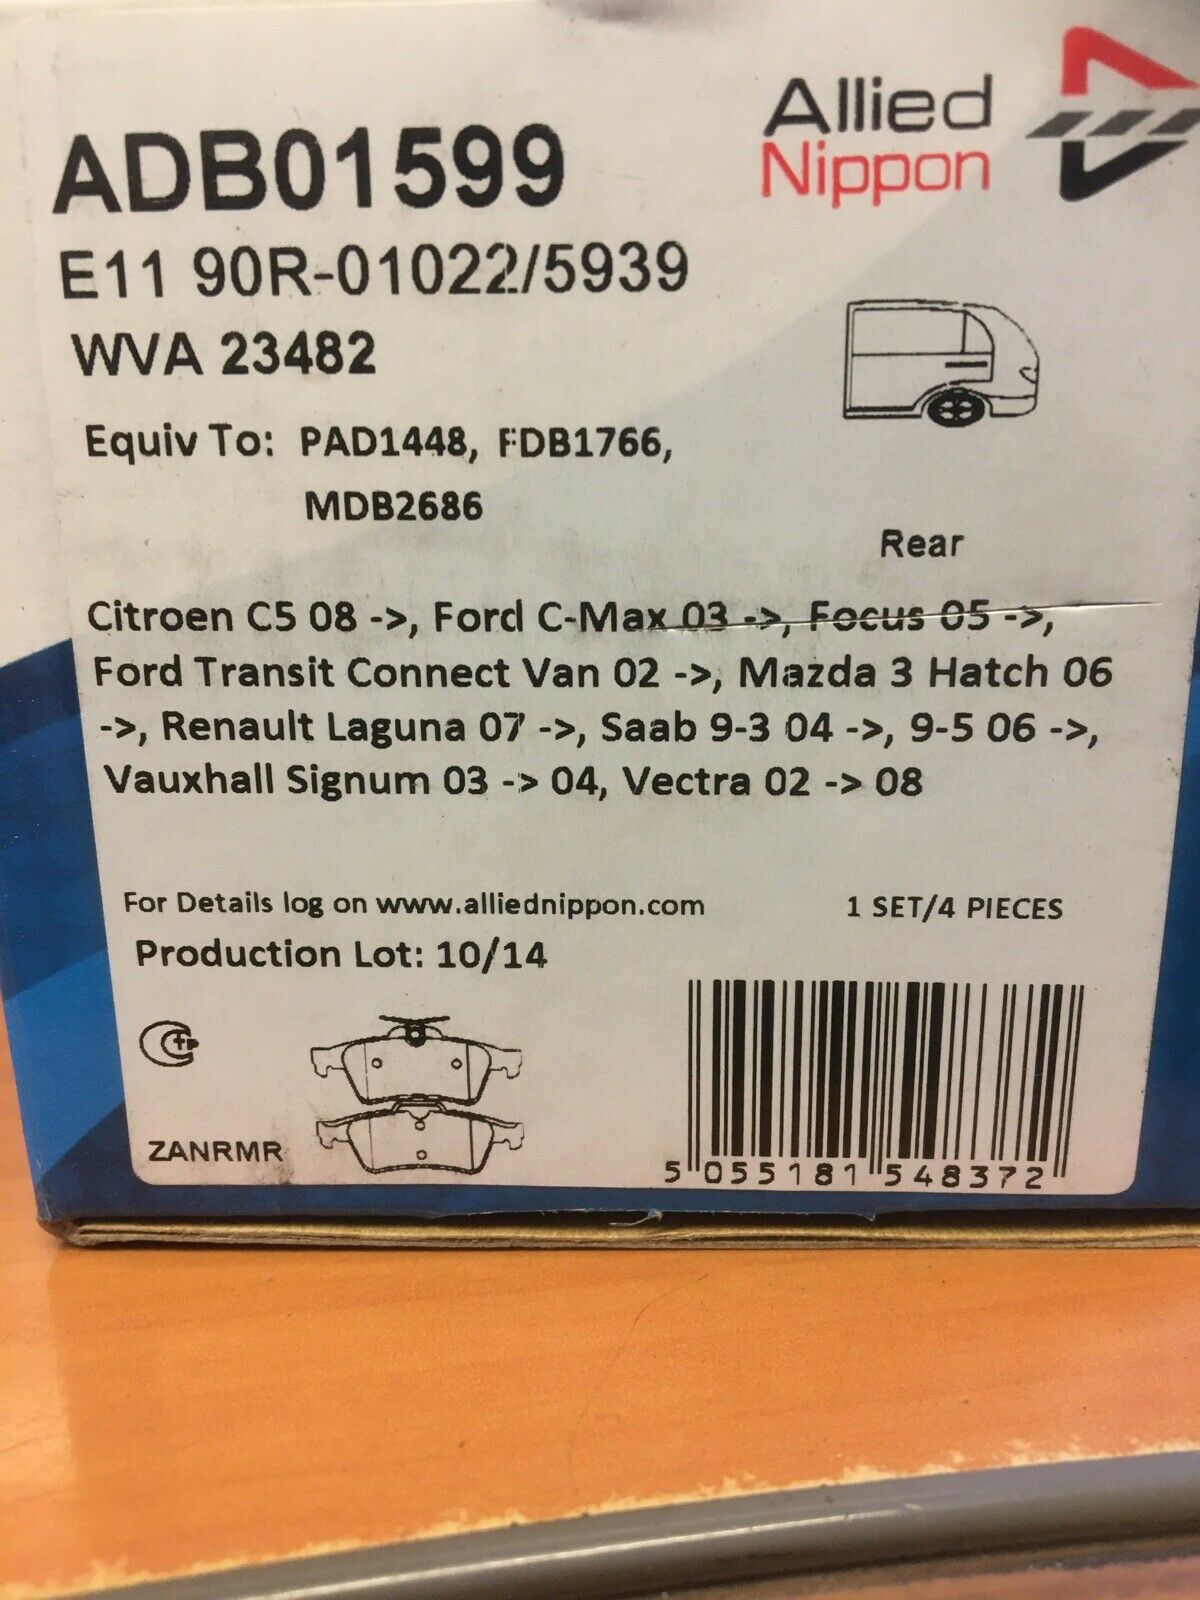 Allied
Nippon
ADB01599
E11 90R-01022/5939
WVA 23482
Equiv To: PAD1448, FDB1766,
MDB2686
Rear
Citroen C5 08 ->, Ford C-Max 03 ->, Focus 05 ->,
Ford Transit Connect Van 02 ->, Mazda 3 Hatch 06
->, Renault Laguna 07 ->, Saab 9-3 04 ->, 9-5 06 ->,
Vauxhall Signum 03 -> 04, Vectra 02 -> 08
For Details log on www.alliednippon.com
1 SET/4 PIECES
Production Lot: 10/14
ZANRMR
5 055181 548372